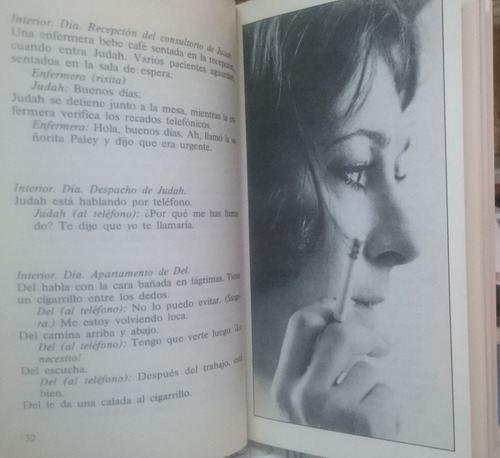 Interior. Día. Recepción del consultorio de Judah.
Una enfermera bebe café sentada en la recepción,
cuando entra Judah. Varios pacientes aguardan,
sentados en la sala de espera.
Enfermera (risita)
Judah: Buenos días.
Judah se detiene junto a la mesa, mientras la en-
fermera verifica los recados telefónicos.
Enfermera: Hola, buenos días. Ah, llamó la se-
ñorita Paley y dijo que era urgente.
Interior. Día. Despacho de Judah.
Judah está hablando por teléfono.
Judah (al teléfono): ¿Por qué me has llama-
do? Te dije que yo te llamaría.
Interior. Día. Apartamento de Del.
Del habla con la cara bañada en lágrimas. Tiene
un cigarrillo entre los dedos.
Del (al teléfono): No lo puedo evitar. (Suspi-
ra.) Me estoy volviendo loca.
Del camina arriba y abajo.
Del (al teléfono): Tengo que verte luego. ¡Lo
necesito!
Del escucha.
Del (al teléfono): Después del trabajo, está
bien.
Del le da una calada al cigarrillo.
32